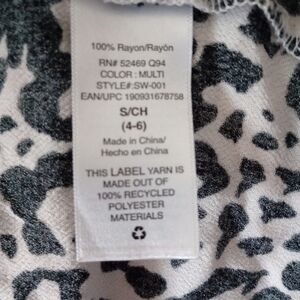 100% Rayon/Rayón
RN# 52469 Q94
COLOR : MULTI
STYLE#:SW-001
EAN/UPC 190931678758
S/CH
(4-6)
Made in China/
Hecho en China
THIS LABEL YARN IS
MADE OUT OF
100% RECYCLED
POLYESTER
MATERIALS